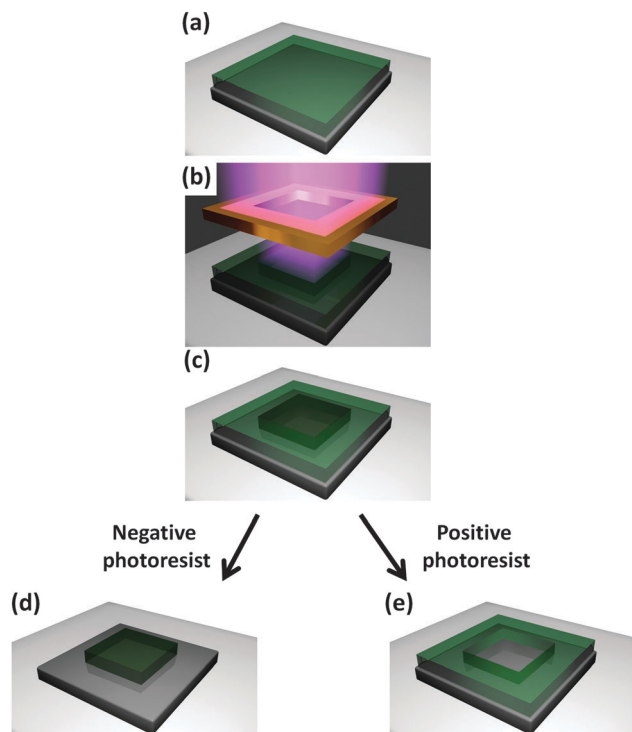 (a)
(b)
(c)
Negative
photoresist
Positive
photoresist
(d)
(e)